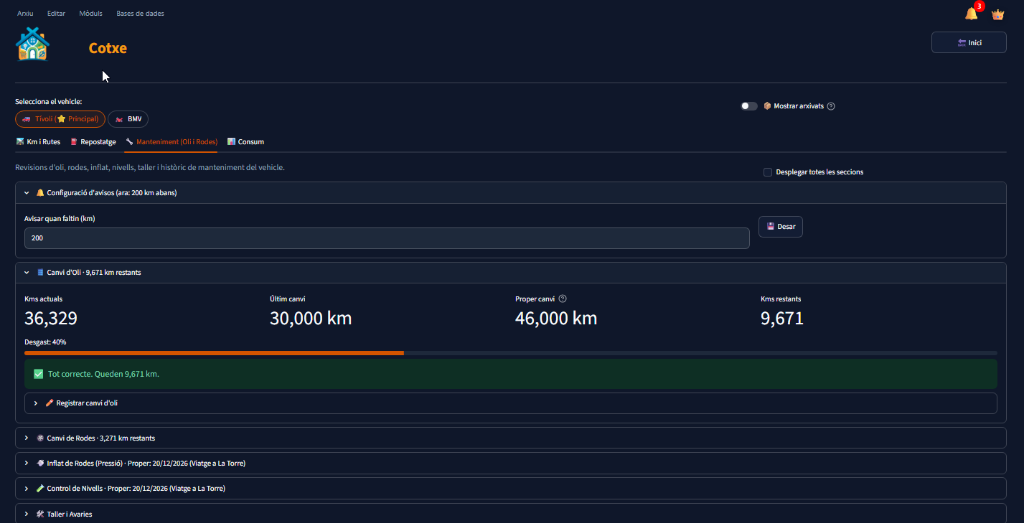 Arxiu Editar Mòduls Bases de dades
3
Cotxe
Inici
Selecciona el vehicle:
Tivoli (⭐ Principal) BMV
Mostrar arxivats
Km i Rutes Repostatge Manteniment (Oli i Rodes) Consum
Revisions d'oli, rodes, inflat, nivells, taller i històric de manteniment del vehicle.
Desplegar totes les seccions
Configuració d'avisos (ara: 200 km abans)
Avisar quan faltin (km)
200
Desar
Canvi d'Oli · 9,671 km restants
Kms actuals Últim canvi Proper canvi Kms restants
36,329 30,000 km 46,000 km 9,671
Desgast: 40%
Tot correcte. Queden 9,671 km.
Registrar canvi d'oli
Canvi de Rodes · 3,271 km restants
Inflat de Rodes (Pressió) · Proper: 20/12/2026 (Viatge a La Torre)
Control de Nivells · Proper: 20/12/2026 (Viatge a La Torre)
Taller i Avaries